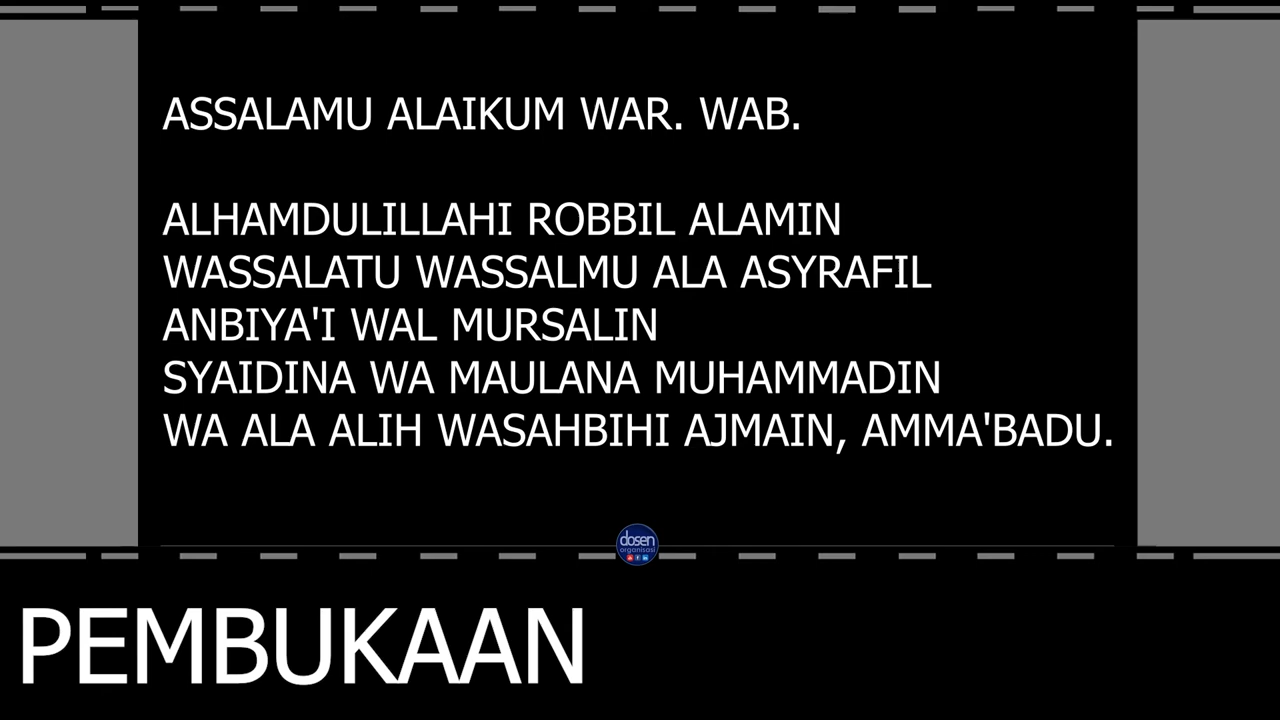 ASSALAMU ALAIKUM WAR. WAB.
ALHAMDULILLAHI ROBBIL ALAMIN
WASSALATU WASSALMU ALA ASYRAFIL
ANBIYA'I WAL MURSALIN
SYAIDINA WA MAULANA MUHAMMADIN
WA ALA ALIH WASAHBIHI AJMAIN, AMMA'BADU.
dosen
organisasi
PEMBUKAAN